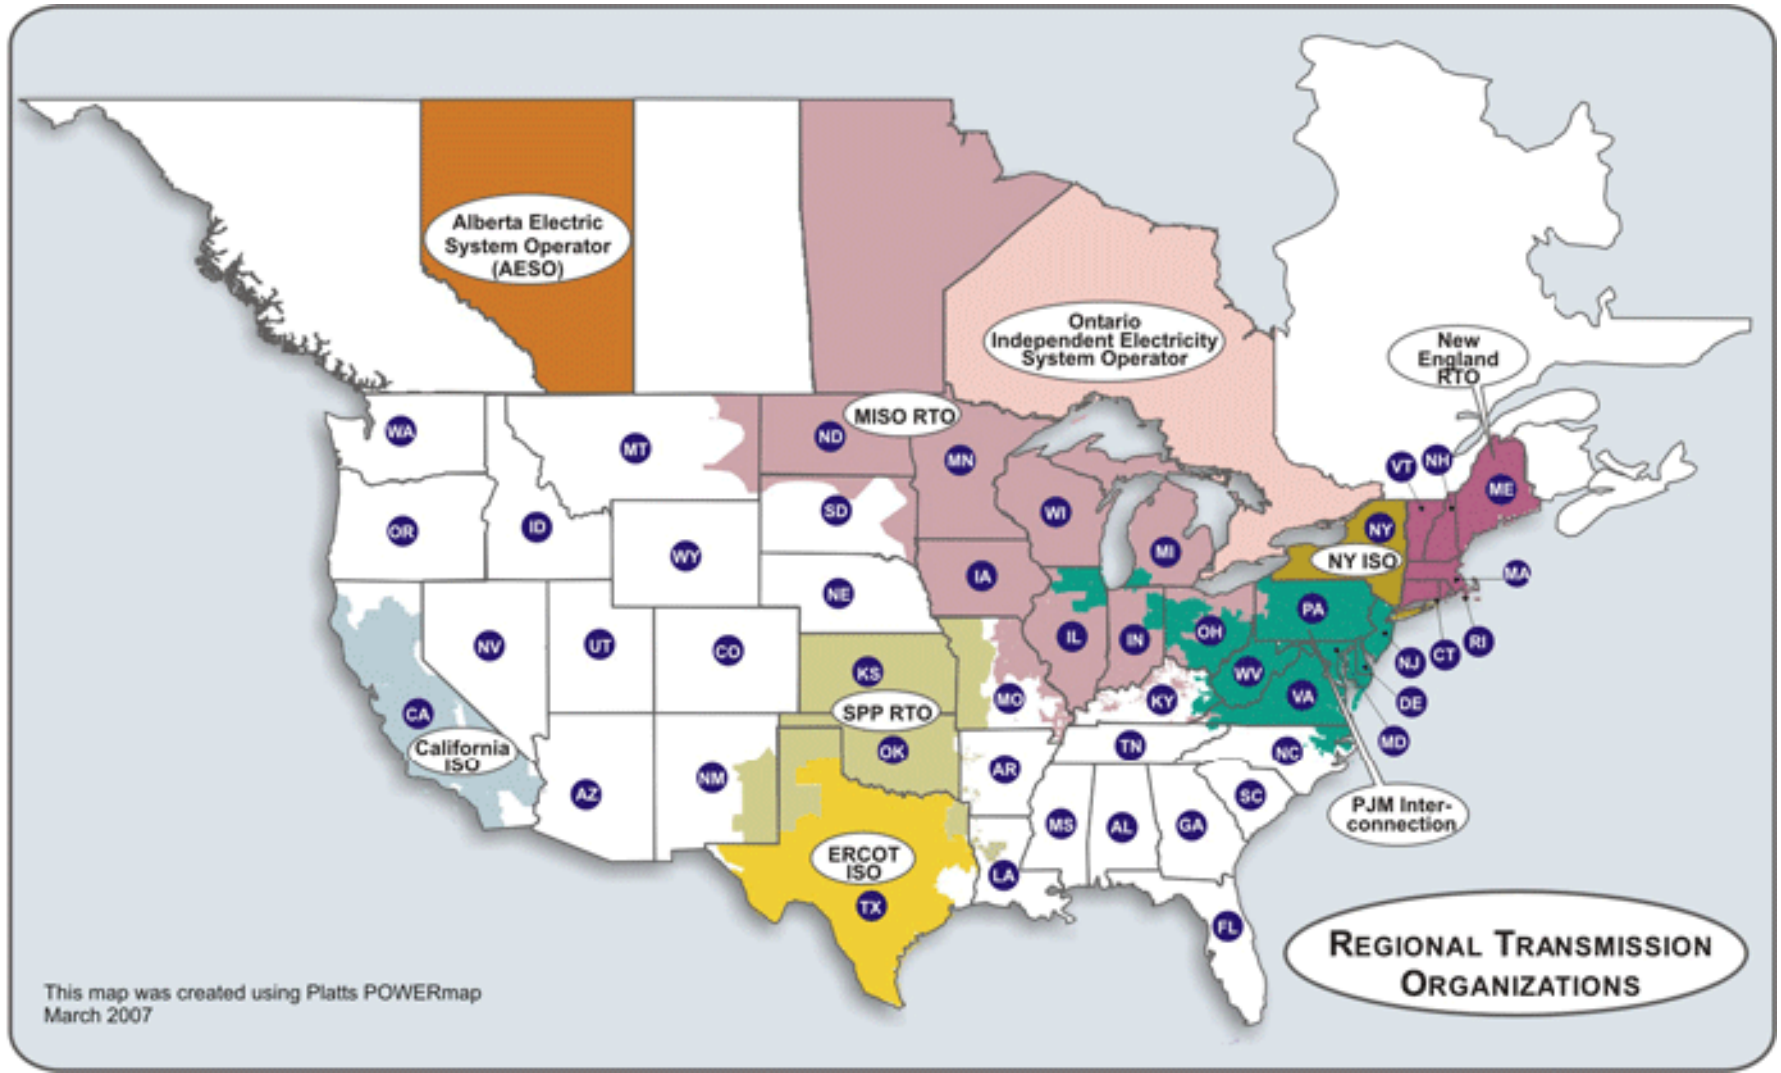 Alberta Electric
System Operator
(AESO)
Ontario
Independent Electricity
System Operator
New
England
RTO
MISO RTO
WA
MT
ND
MN
VT
NH
ME
OR
ID
SD
WI
NY
WY
MI
NY ISO
IA
MA
NE
PA
NV
UT
CO
IL
IN
OH
RI
CT
NJ
KS
WV
VA
DE
CA
MO
KY
SPP RTO
MD
California
ISO
OK
TN
NC
NM
AR
AZ
SC
PJM Inter-
connection
MS
AL
GA
ERCOT
ISO
LA
TX
FL
REGIONAL TRANSMISSION
ORGANIZATIONS
This map was created using Platts POWERmap
March 2007